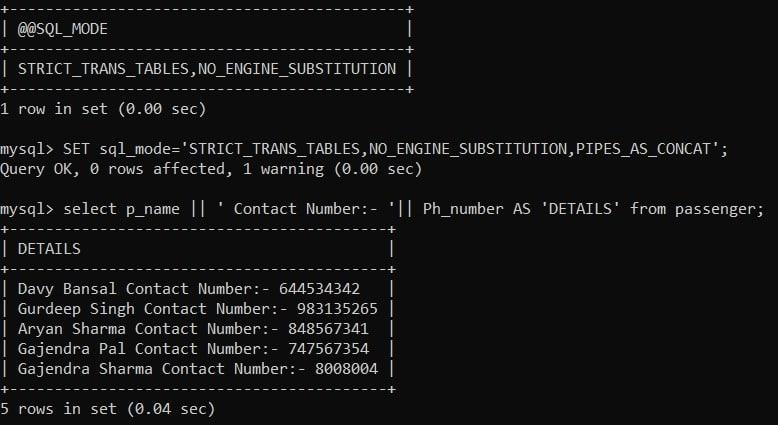 +------------------------------------------+
| @@SQL_MODE                               |
+------------------------------------------+
| STRICT_TRANS_TABLES,NO_ENGINE_SUBSTITUTION |
+------------------------------------------+
1 row in set (0.00 sec)
mysql> SET sql_mode='STRICT_TRANS_TABLES,NO_ENGINE_SUBSTITUTION,PIPES_AS_CONCAT';
Query OK, 0 rows affected, 1 warning (0.00 sec)
mysql> select p_name || ' Contact Number:- '|| Ph_number AS 'DETAILS' from passenger;
+----------------------------------------+
| DETAILS                                |
+----------------------------------------+
| Davy Bansal Contact Number:- 644534342   |
| Gurdeep Singh Contact Number:- 983135265 |
| Aryan Sharma Contact Number:- 848567341  |
| Gajendra Pal Contact Number:- 747567354  |
| Gajendra Sharma Contact Number:- 8008004 |
+----------------------------------------+
5 rows in set (0.04 sec)